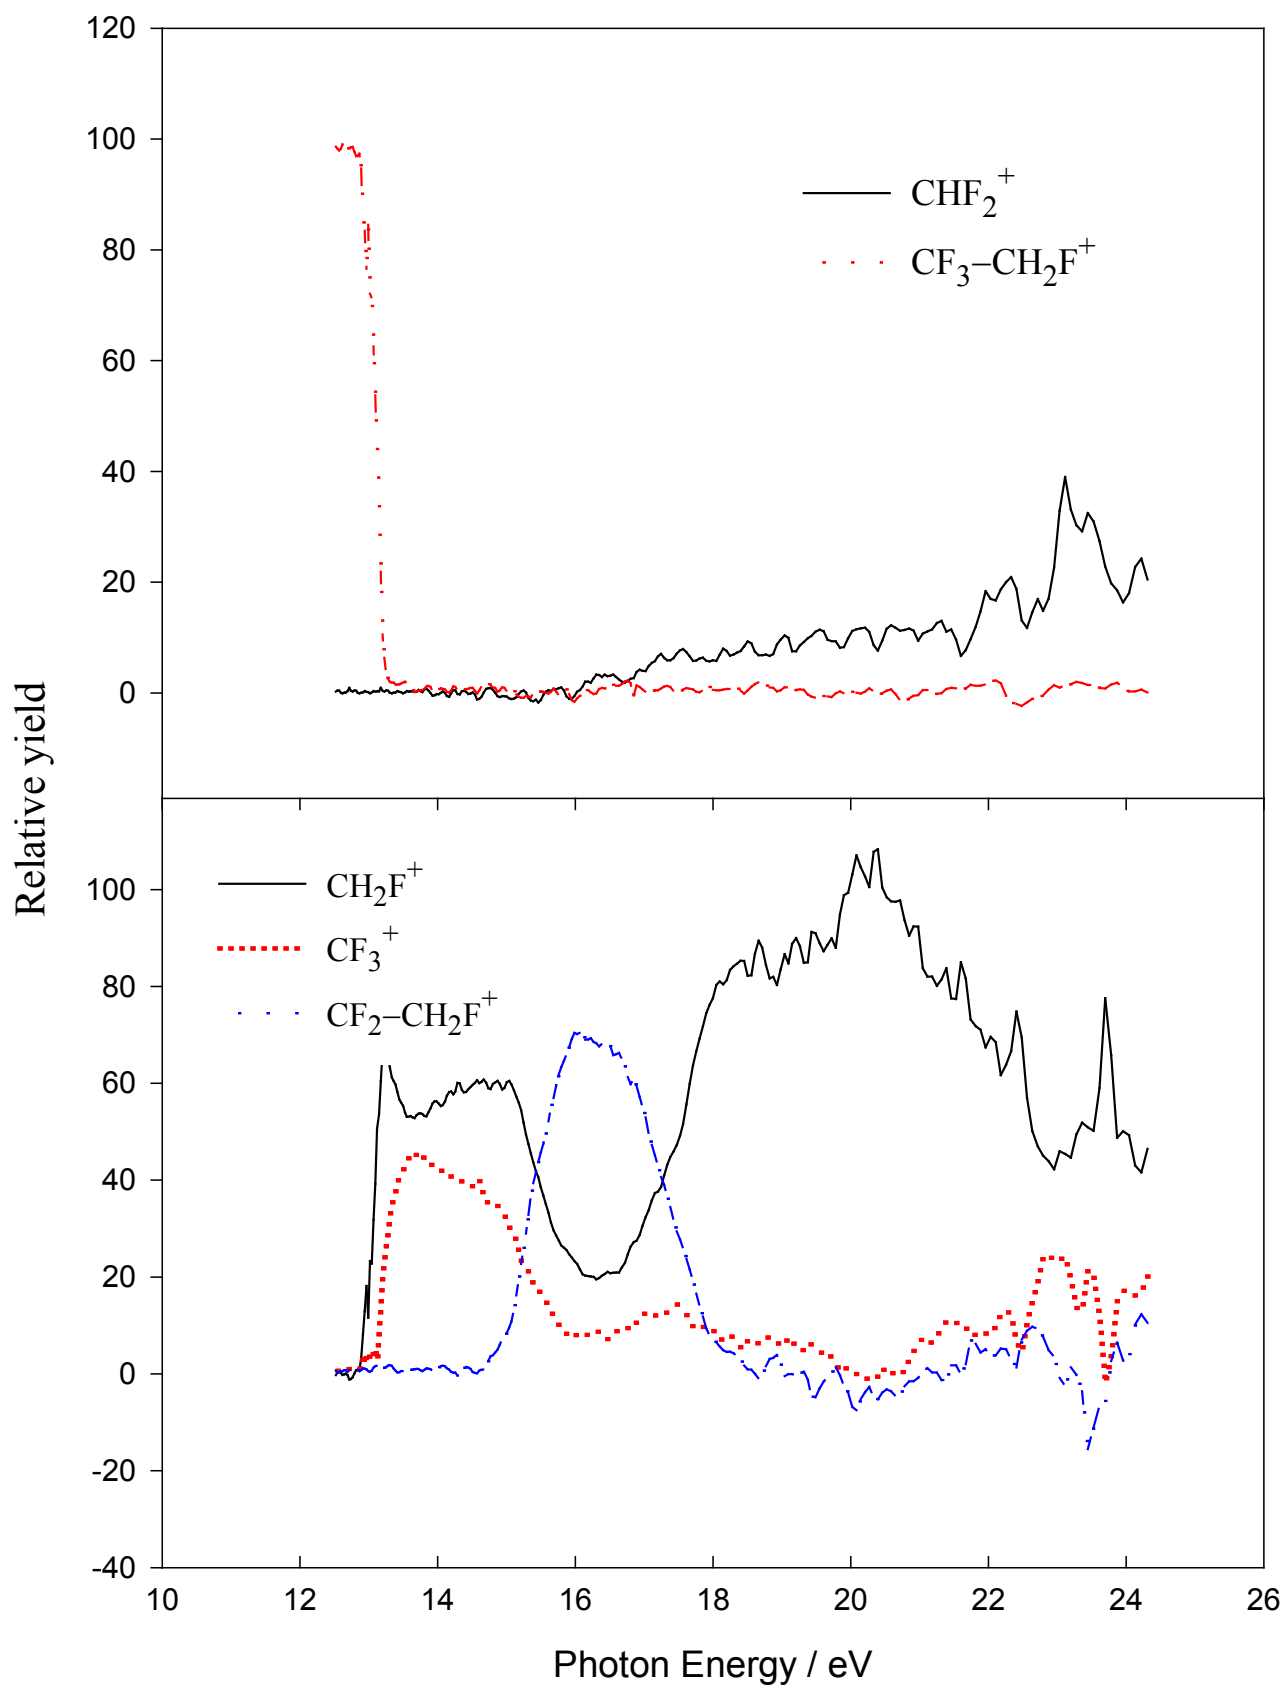 120
100
80
60
40
20
0
CHF₂⁺
CF₃–CH₂F⁺
Relative yield
100
80
60
40
20
0
-20
-40
CH₂F⁺
CF₃⁺
CF₂–CH₂F⁺
10 12 14 16 18 20 22 24 26
Photon Energy / eV